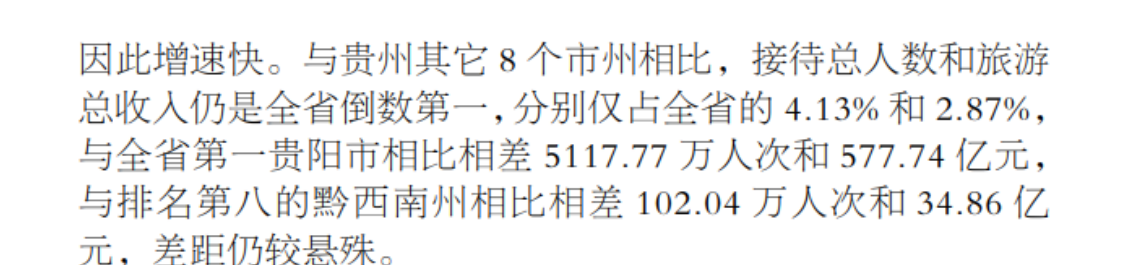 因此增速快。与贵州其它 8 个市州相比，接待总人数和旅游
总收入仍是全省倒数第一，分别仅占全省的 4.13% 和 2.87%，
与全省第一贵阳市相比相差 5117.77 万人次和 577.74 亿元，
与排名第八的黔西南州相比相差 102.04 万人次和 34.86 亿
元，差距仍较悬殊。